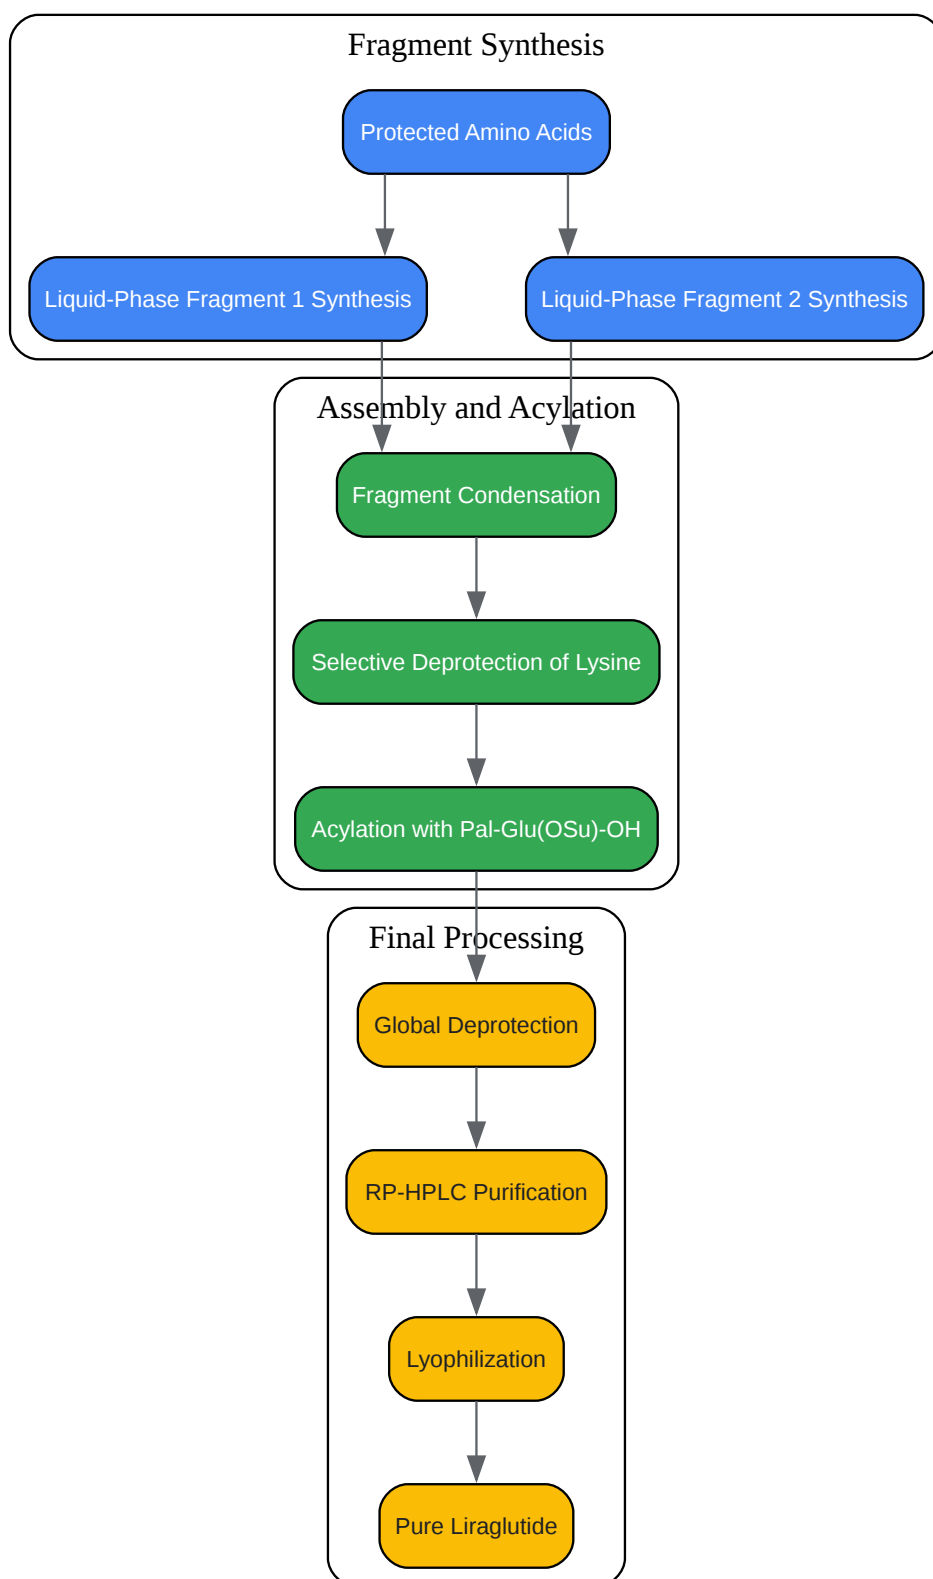 Fragment Synthesis
Protected Amino Acids
Liquid-Phase Fragment 1 Synthesis
Liquid-Phase Fragment 2 Synthesis
Assembly and Acylation
Fragment Condensation
Selective Deprotection of Lysine
Acylation with Pal-Glu(OSu)-OH
Final Processing
Global Deprotection
RP-HPLC Purification
Lyophilization
Pure Liraglutide